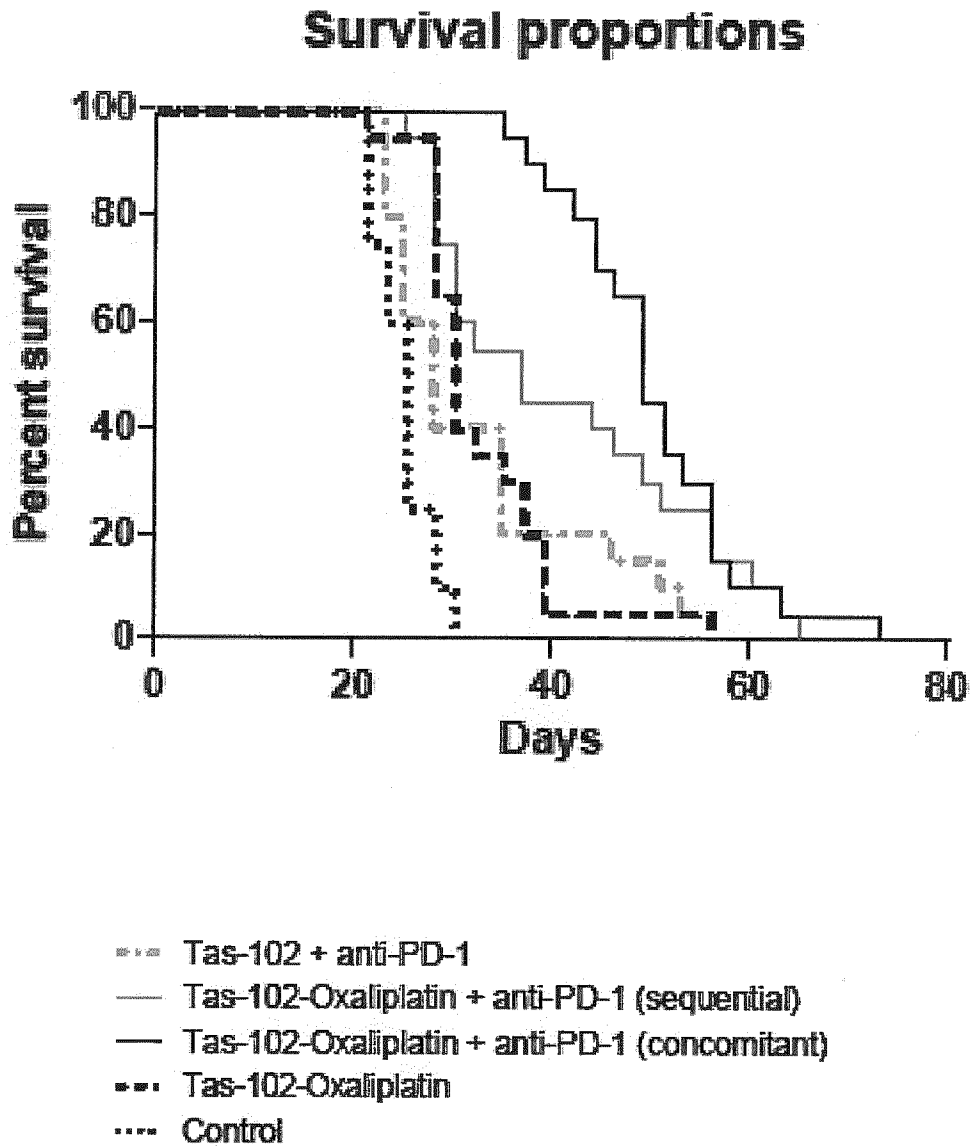 Survival proportions
100
80
60
40
20
0
Percent survival
0 20 40 60 80
Days
Tas-102 + anti-PD-1
Tas-102-Oxaliplatin + anti-PD-1 (sequential)
Tas-102-Oxaliplatin + anti-PD-1 (concomitant)
Tas-102-Oxaliplatin
Control